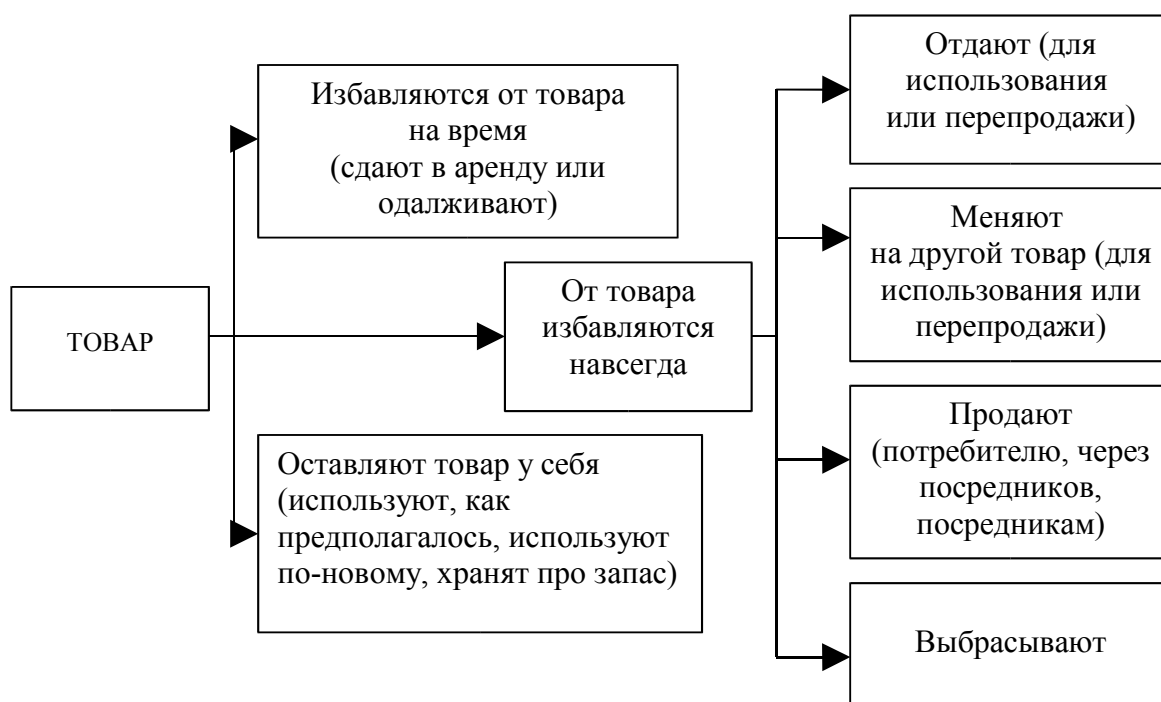 ТОВАР
Избавляются от товара
на время
(сдают в аренду или
одалживают)
От товара
избавляются
навсегда
Оставляют товар у себя
(используют, как
предполагалось, используют
по-новому, хранят про запас)
Отдают (для
использования
или перепродажи)
Меняют
на другой товар (для
использования или
перепродажи)
Продают
(потребителю, через
посредников,
посредникам)
Выбрасывают